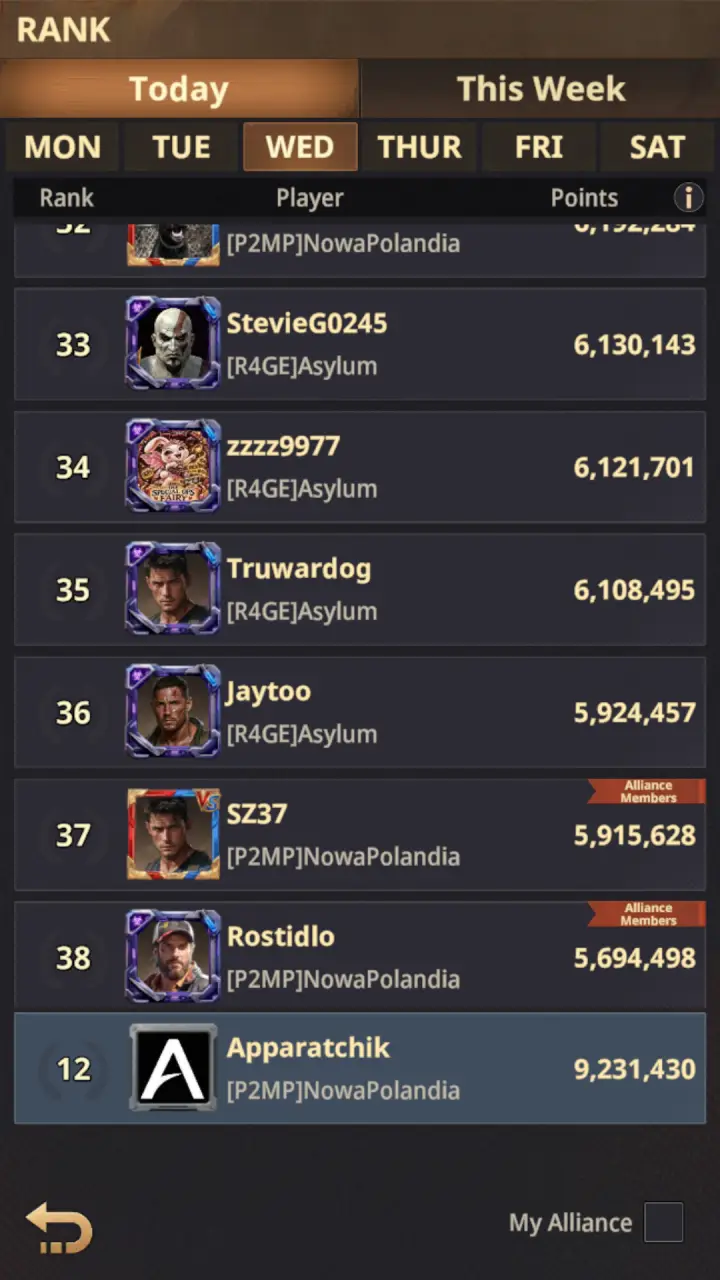 RANK
Today
This Week
MON
TUE
WED
THUR
FRI
SAT
Rank
Player
Points
[P2MP]NowaPolandia
33
StevieG0245
[R4GE]Asylum
6,130,143
34
zzzz9977
[R4GE]Asylum
6,121,701
35
Truwardog
[R4GE]Asylum
6,108,495
36
Jaytoo
[R4GE]Asylum
5,924,457
Alliance
Members
37
VS
SZ37
[P2MP]NowaPolandia
5,915,628
Alliance
Members
38
Rostidlo
[P2MP]NowaPolandia
5,694,498
12
Apparatchik
[P2MP]NowaPolandia
9,231,430
My Alliance